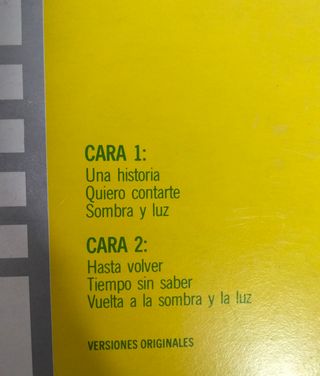 CARA 1:
Una historia
Quiero contarte
Sombra y luz
CARA 2:
Hasta volver
Tiempo sin saber
Vuelta a la sombra y la luz
VERSIONES ORIGINALES